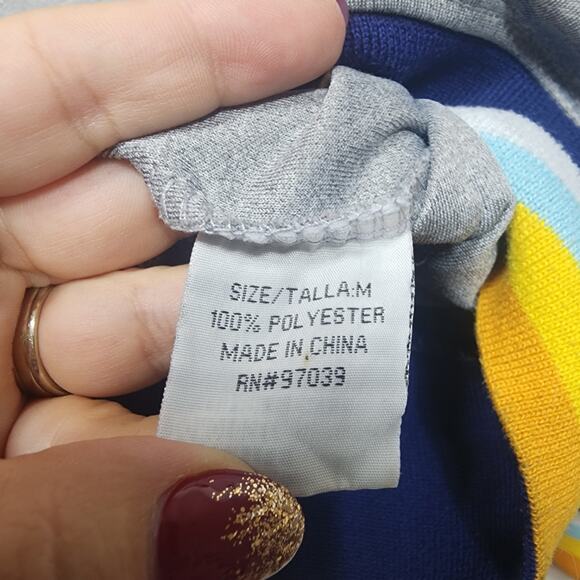 SIZE/TALLA:M
100% POLYESTER
MADE IN CHINA
RN#97039